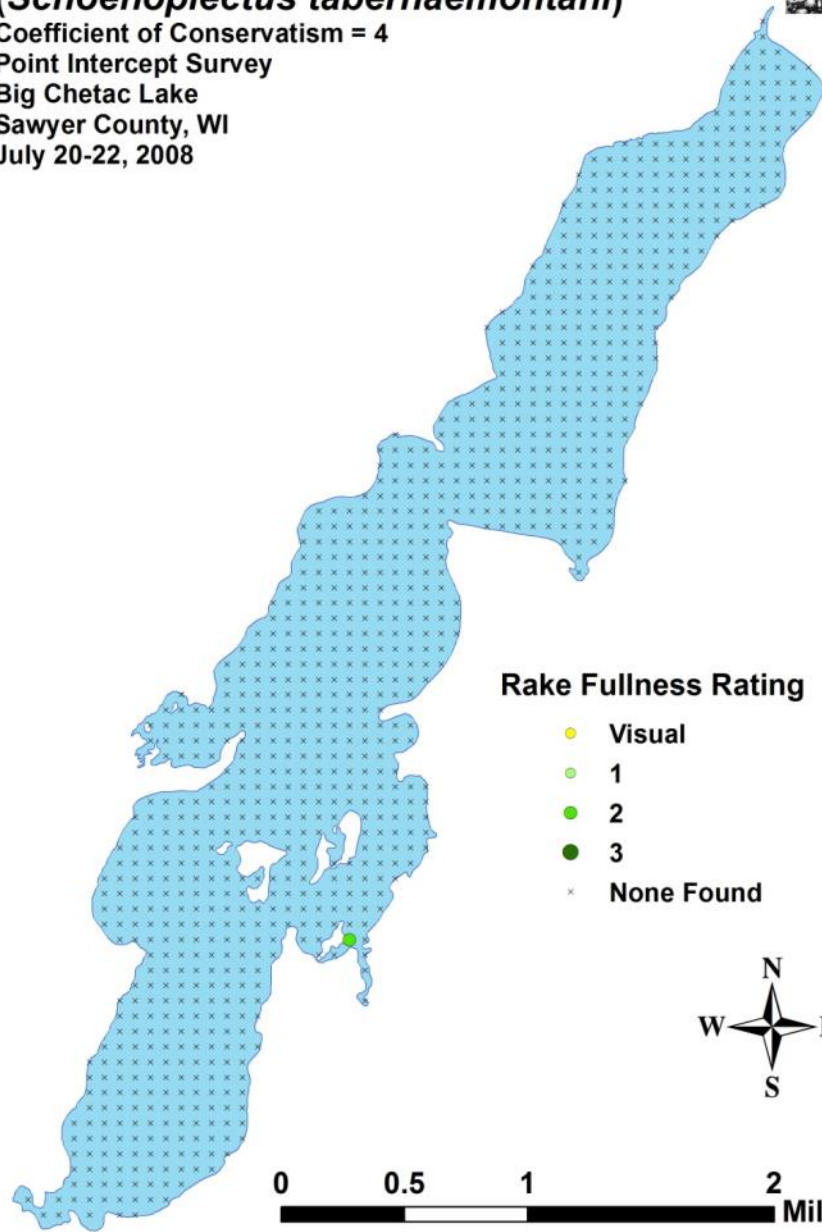 (Schoenoplectus tabernaemontani)
Coefficient of Conservatism = 4
Point Intercept Survey
Big Chetac Lake
Sawyer County, WI
July 20-22, 2008
Rake Fullness Rating
Visual
1
2
3
None Found
N
W
S
0 0.5 1 2
Mil